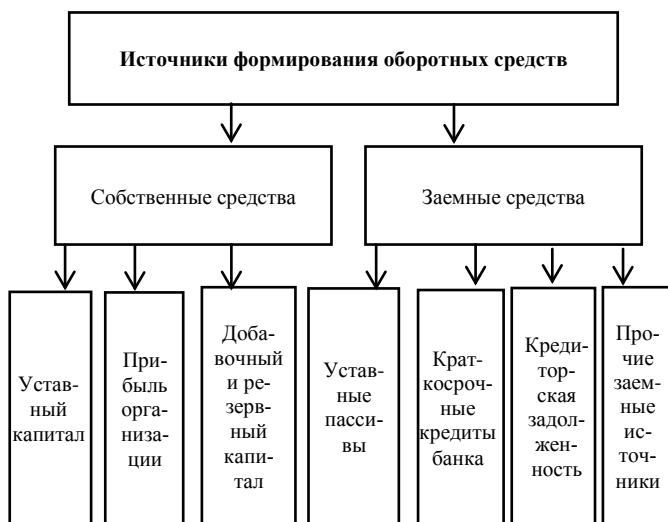 Источники формирования оборотных средств
Собственные средства
Заемные средства
Устав-
ный
капитал
При-
быль
орга-
низа-
ции
Доба-
вочный
и ре-
зерв-
ный
капи-
тал
Устав-
ные
пасси-
вы
Крат-
косроч-
ные
кредиты
банка
Креди-
тор-
ская
задол-
жен-
ность
Про-
чие
заем-
ные
ис-
точ-
ники